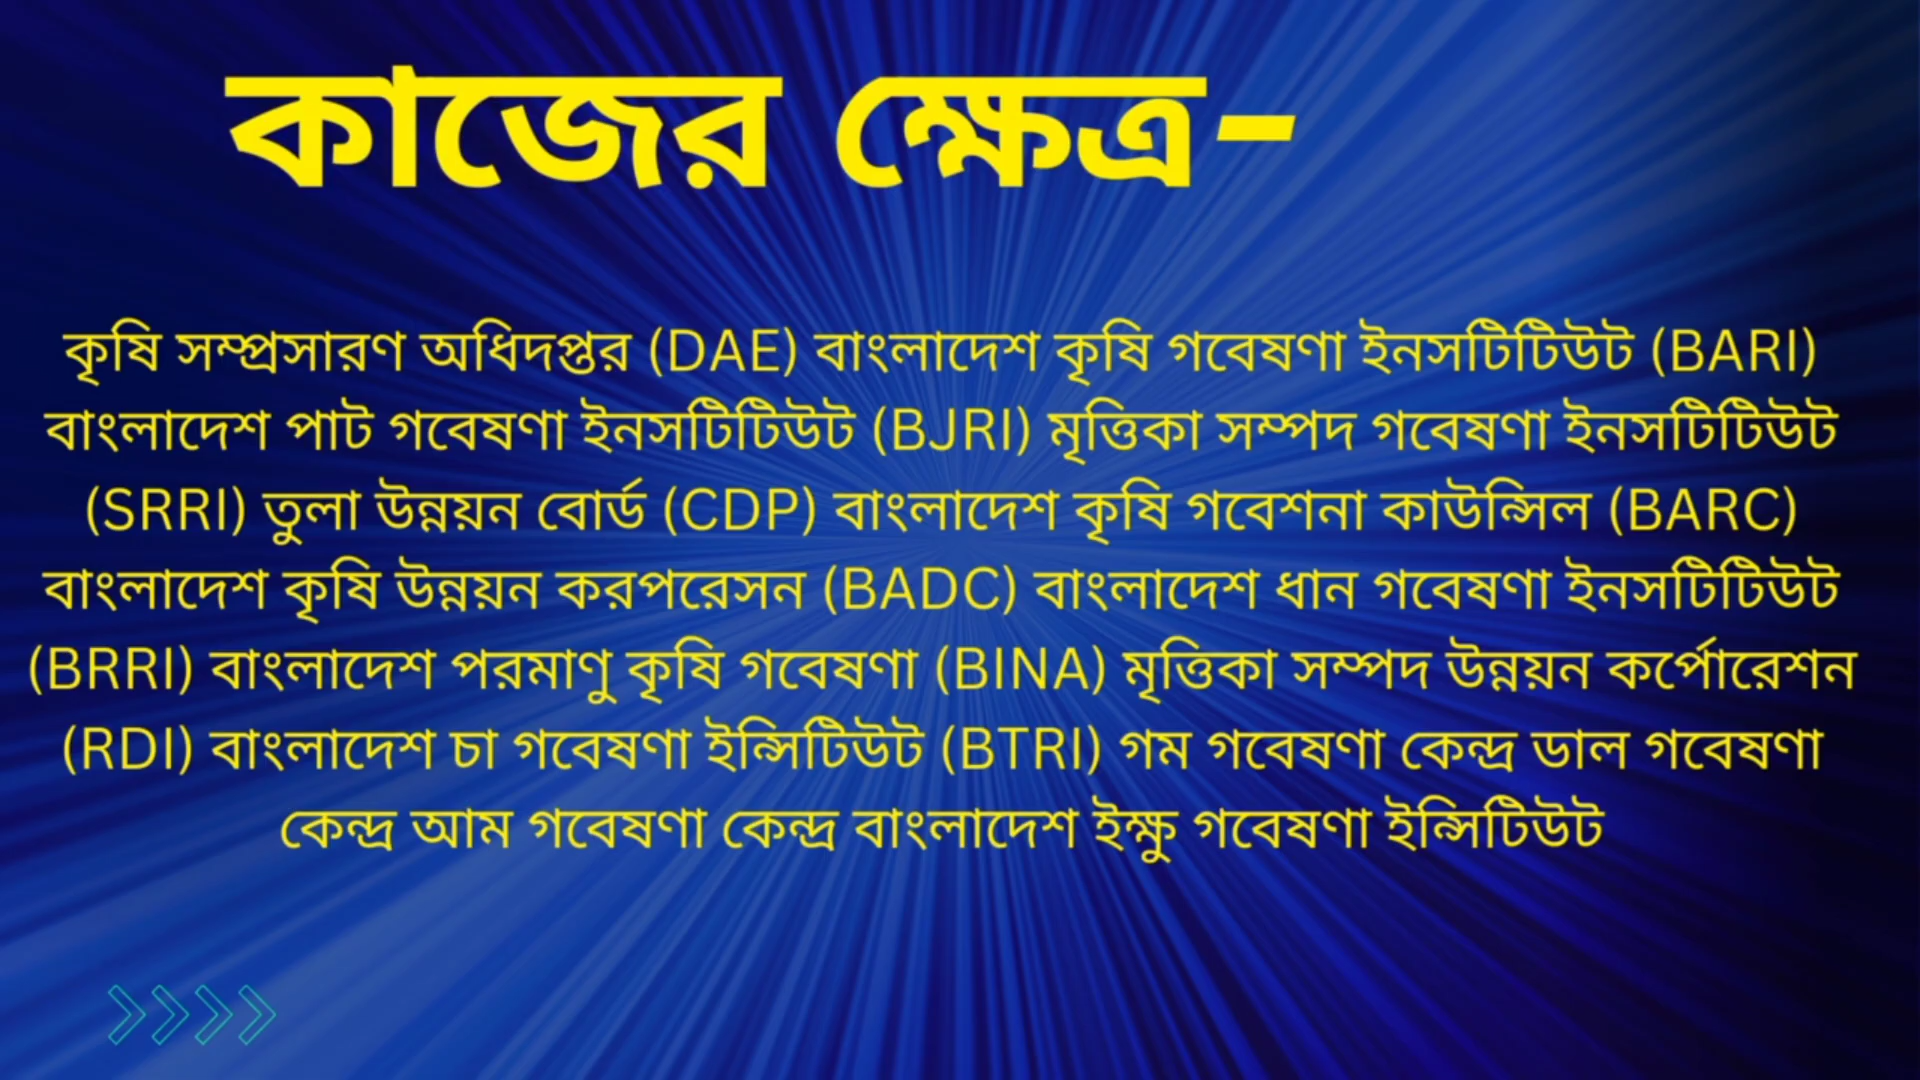 কাজের ক্ষেত্র-
কৃষি সম্প্রসারণ অধিদপ্তর (DAE) বাংলাদেশ কৃষি গবেষণা ইনসটিটিউট (BARI)
বাংলাদেশ পাট গবেষণা ইনসটিটিউট (BJRI) মৃত্তিকা সম্পদ গবেষণা ইনসটিটিউট
(SRRI) তুলা উন্নয়ন বোর্ড (CDP) বাংলাদেশ কৃষি গবেশনা কাউন্সিল (BARC)
বাংলাদেশ কৃষি উন্নয়ন করপরেসন (BADC) বাংলাদেশ ধান গবেষণা ইনসটিটিউট
(BRRI) বাংলাদেশ পরমাণু কৃষি গবেষণা (BINA) মৃত্তিকা সম্পদ উন্নয়ন কর্পোরেশন
(RDI) বাংলাদেশ চা গবেষণা ইন্সিটিউট (BTRI) গম গবেষণা কেন্দ্র ডাল গবেষণা
কেন্দ্র আম গবেষণা কেন্দ্র বাংলাদেশ ইক্ষু গবেষণা ইন্সিটিউট